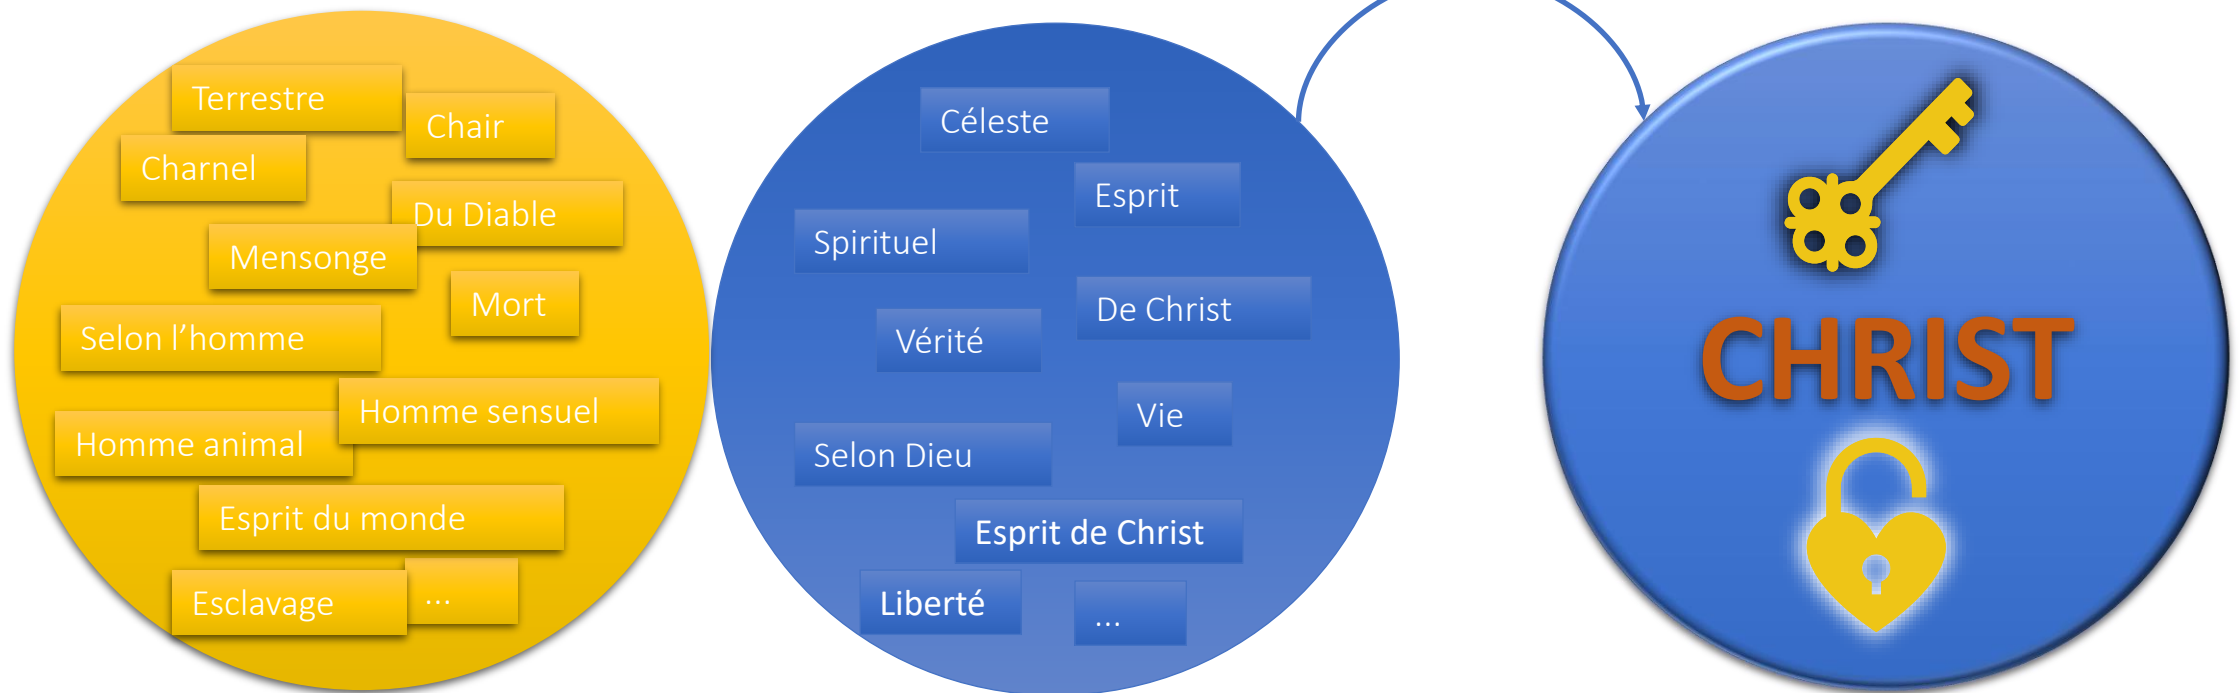 Terrestre
Chair
Charnel
Du Diable
Mensonge
Mort
Selon l’homme
Homme sensuel
Homme animal
Esprit du monde
Esclavage
...
Céleste
Esprit
Spirituel
De Christ
Vérité
Vie
Selon Dieu
Esprit de Christ
Liberté
...
CHRIST